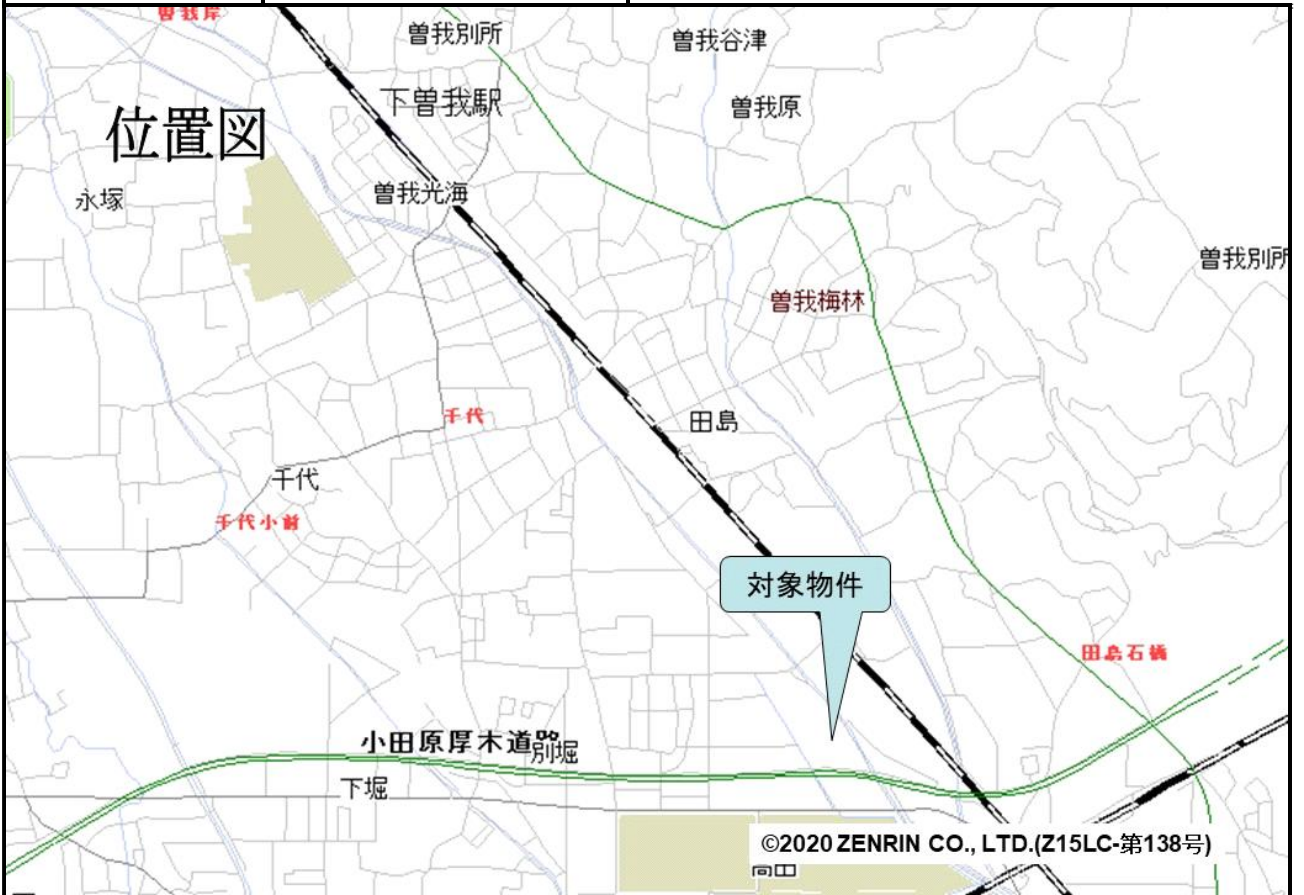 曽我岸
曽我別所
曽我谷津
下曽我駅
曽我原
位置図
永塚
曽我光海
曽我別所
曽我梅林
千代
田島
千代
千代小前
対象物件
田島石橋
小田原厚木道路
別堀
下堀
©2020 ZENRIN CO., LTD.(Z15LC-第138号)
高田